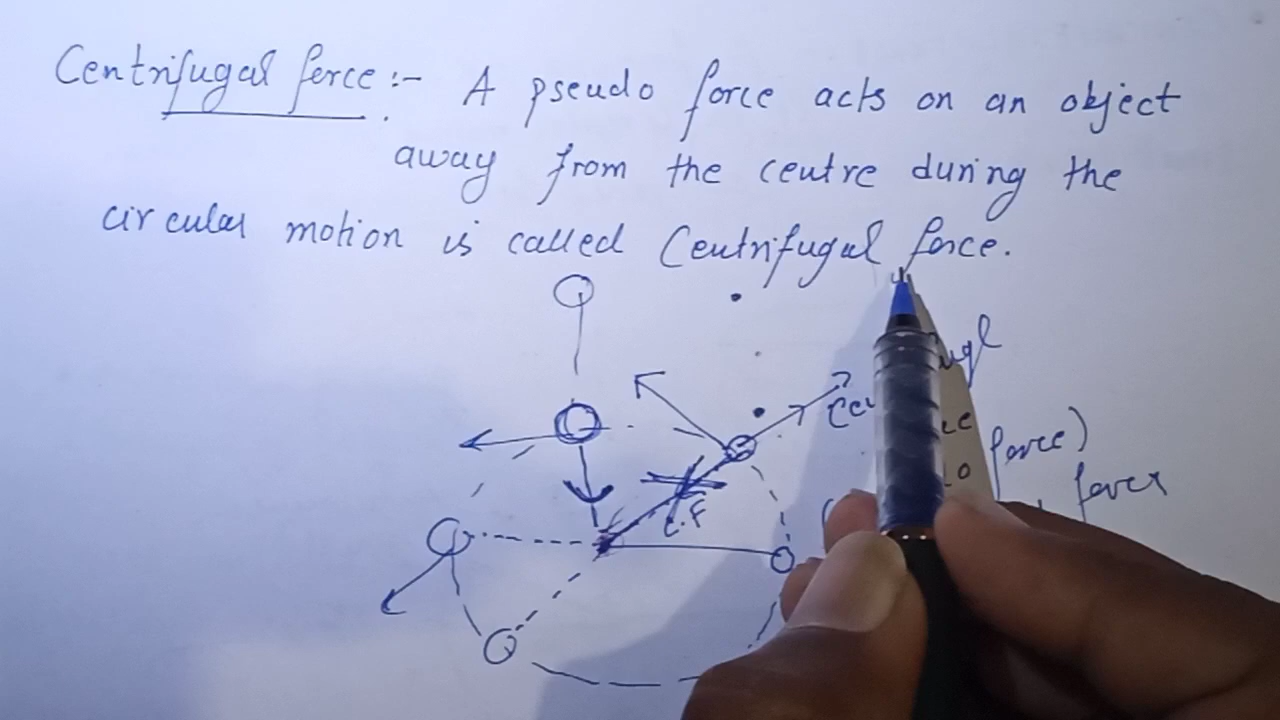 Centrifugal force :- A pseudo force acts on an object
away from the centre during the
circular motion is called Centrifugal force.
C.F
force)